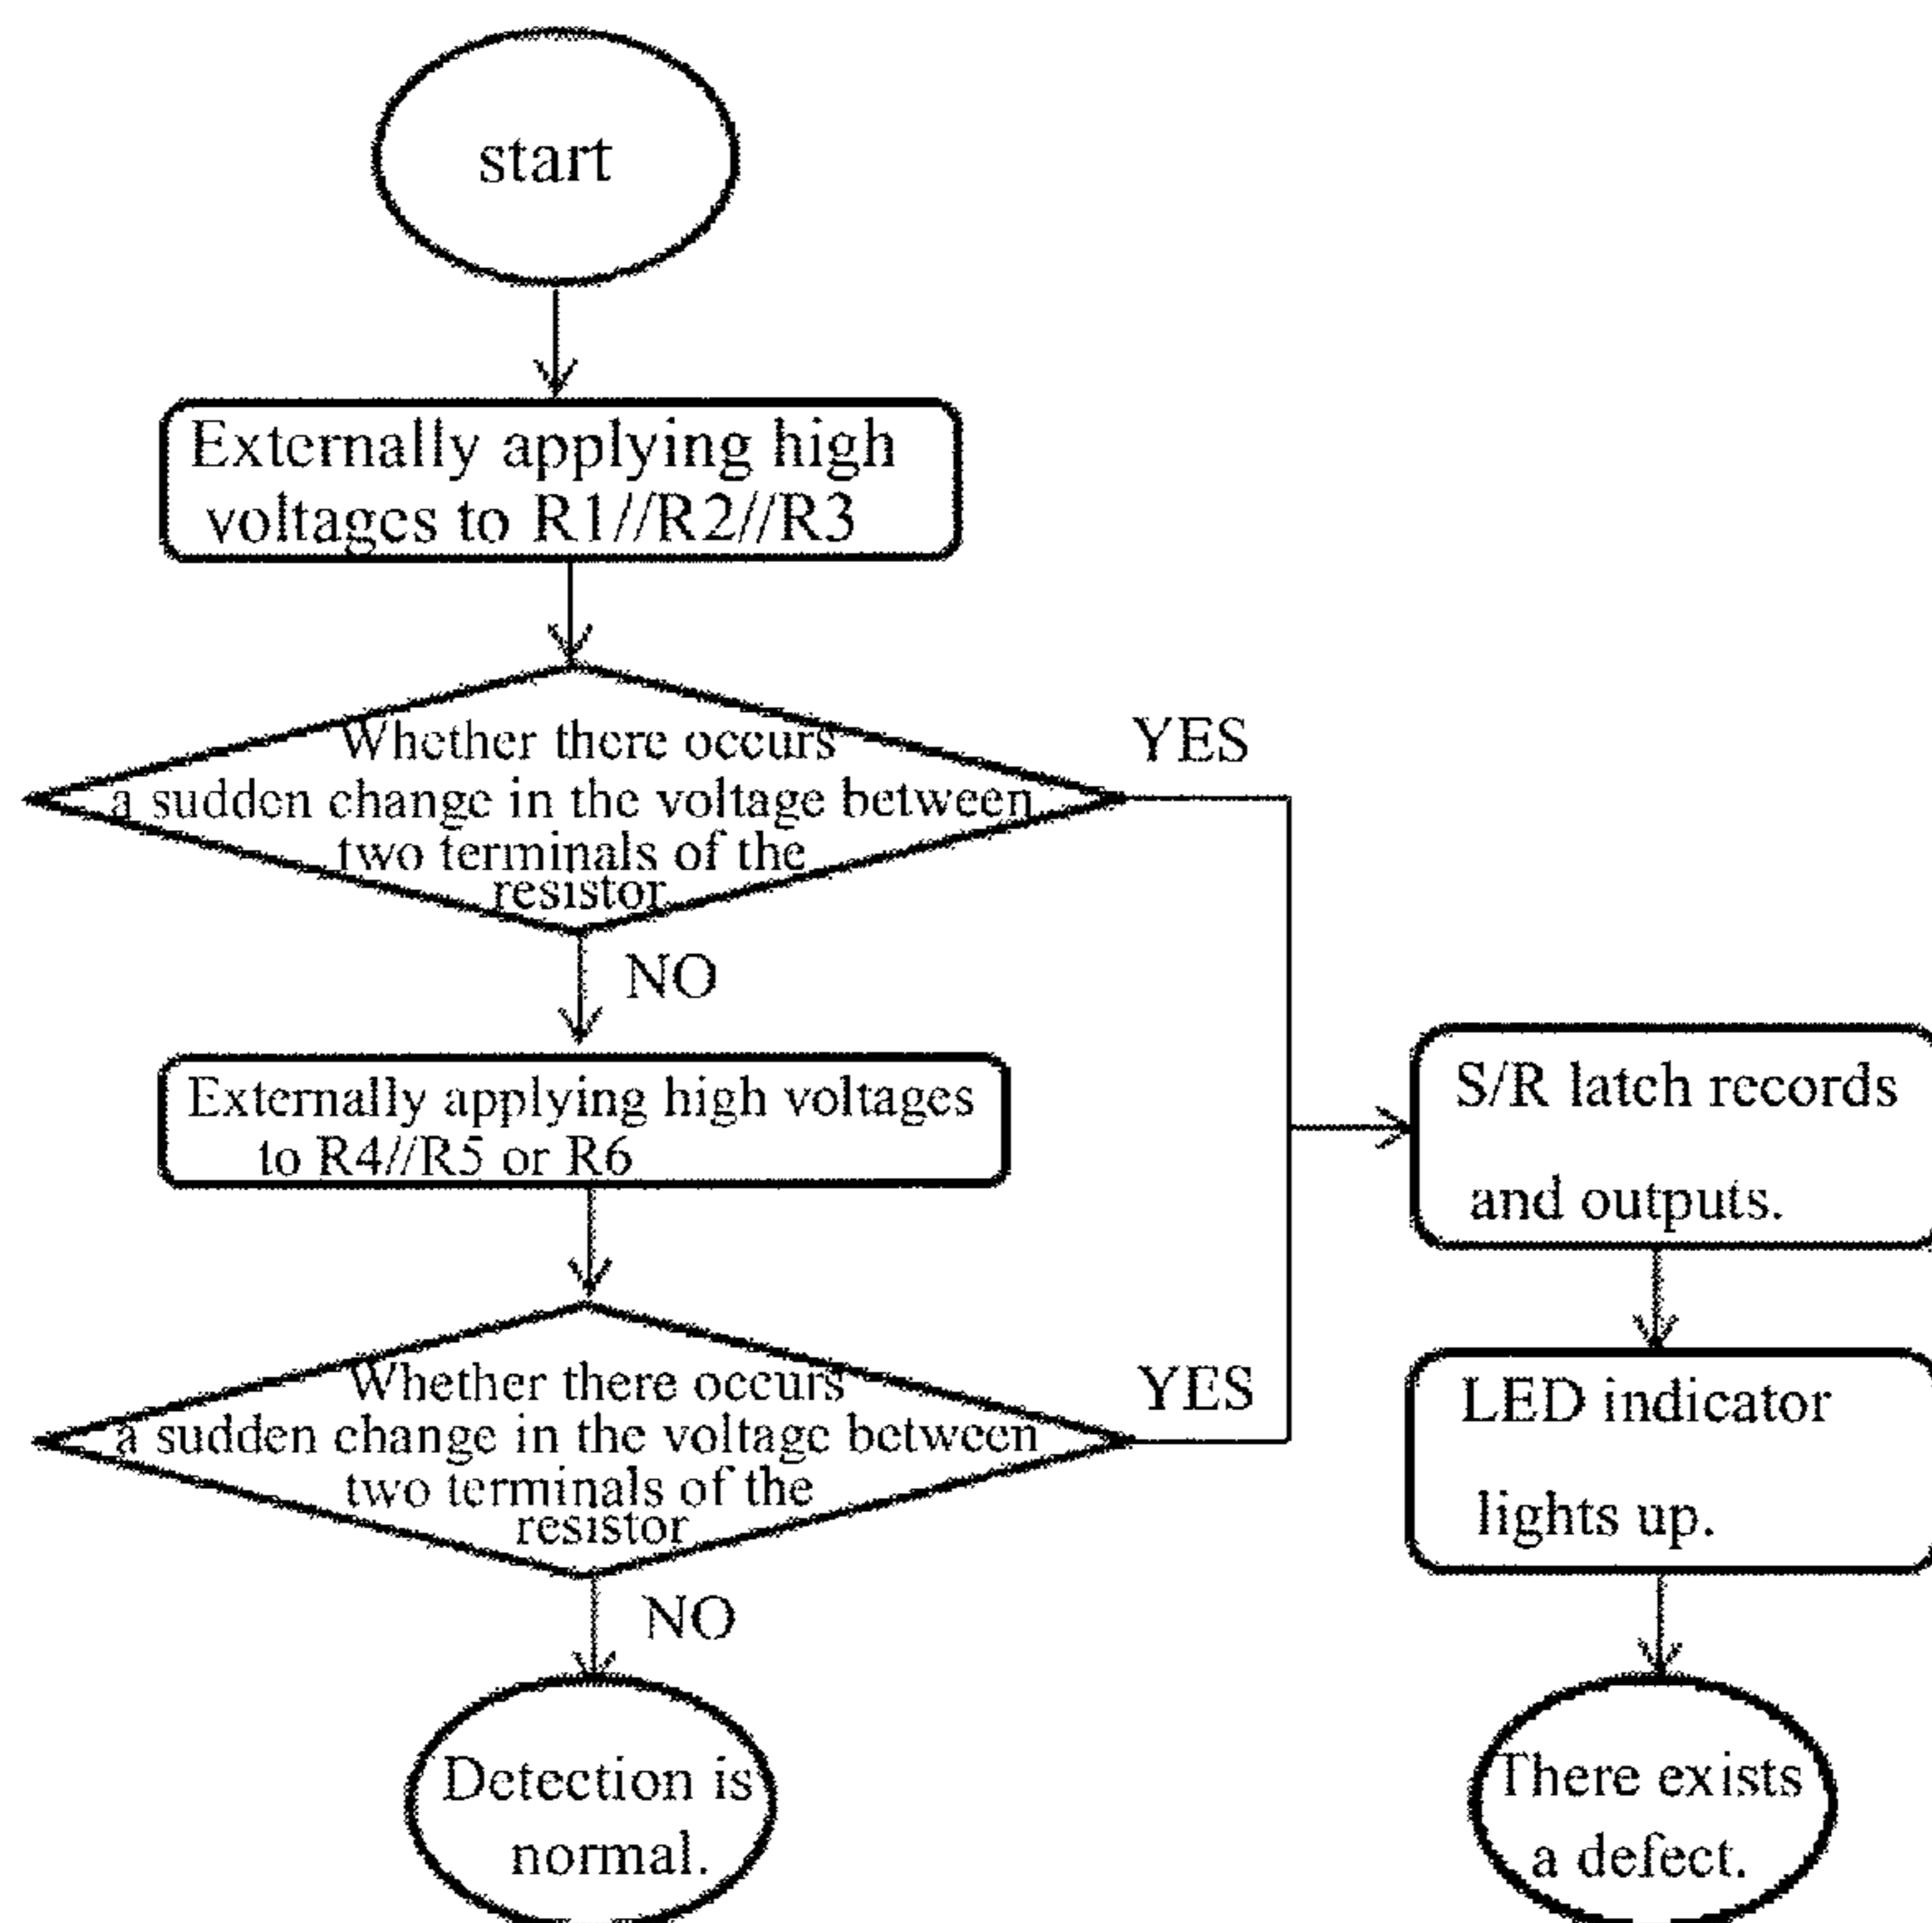 start
Externally applying high
voltages to R1//R2//R3
Whether there occurs
a sudden change in the voltage between
two terminals of the
resistor
YES
NO
Externally applying high voltages
to R4//R5 or R6
Whether there occurs
a sudden change in the voltage between
two terminals of the
resistor
YES
NO
Detection is
normal.
S/R latch records
and outputs.
LED indicator
lights up.
There exists
a defect.